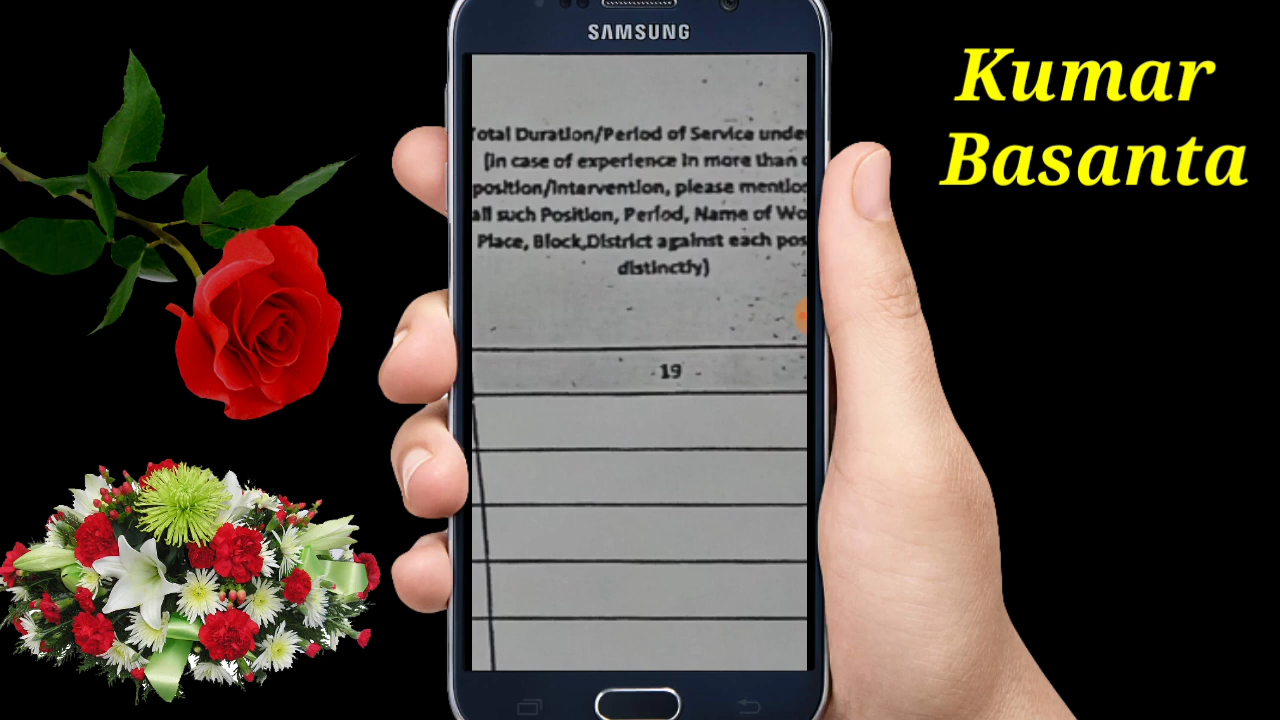 SAMSUNG
Kumar
Basanta
Total Duration/Period of Service unde
(in case of experience in more than
position/intervention, please mentio
all such Position, Period, Name of Wo
Place, Block,District against each pos
distinctly)
19